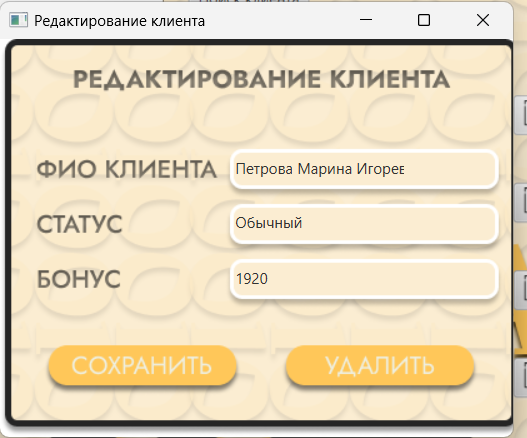 Редактирование клиента
РЕДАКТИРОВАНИЕ КЛИЕНТА
ФИО КЛИЕНТА Петрова Марина Игорев
СТАТУС Обычный
БОНУС 1920
СОХРАНИТЬ УДАЛИТЬ